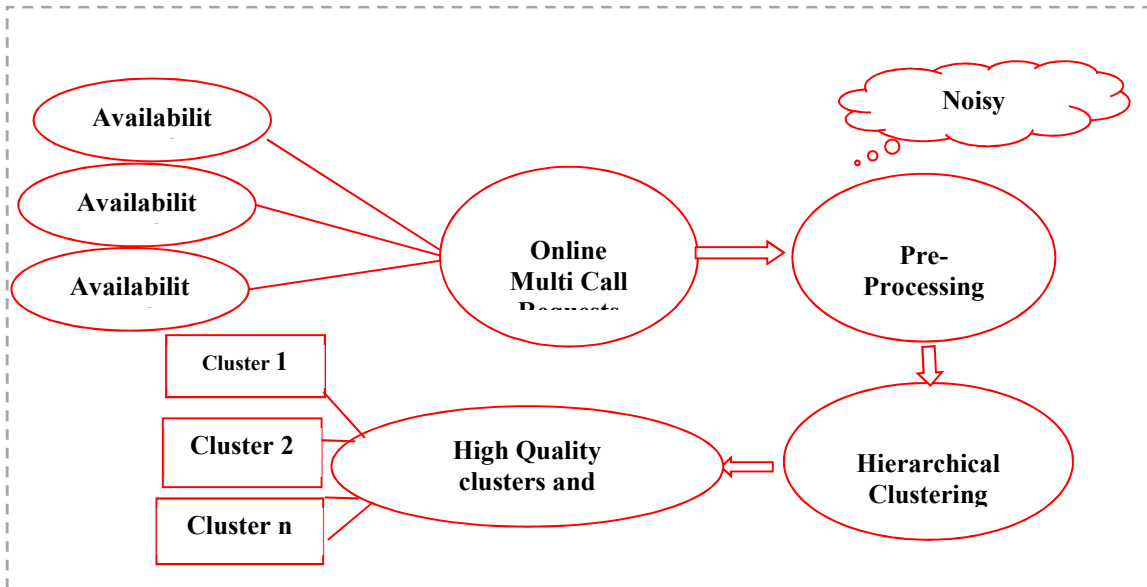 Availabilit
Availabilit
Availabilit
Noisy
Online
Multi Call
Requests
Pre-
Processing
Cluster 1
Cluster 2
Cluster n
High Quality
clusters and
Hierarchical
Clustering